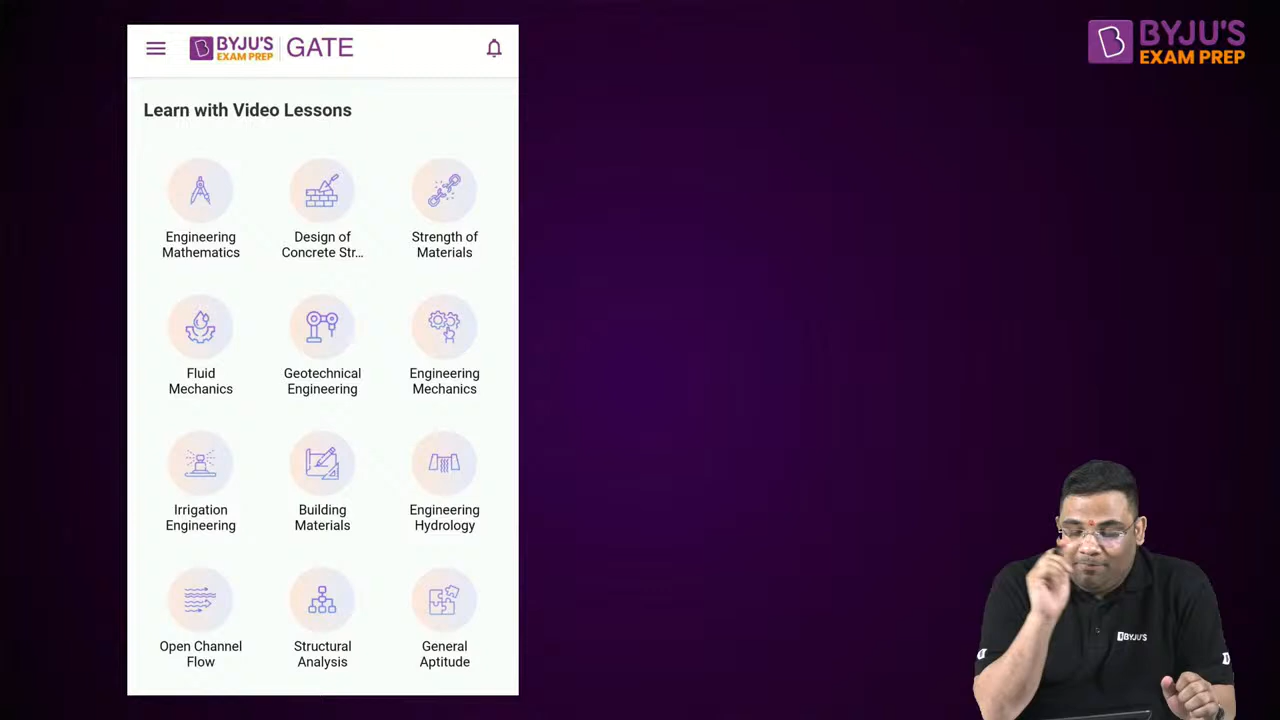 BYJU'S
EXAM PREP
GATE
BYJU'S
EXAM PREP
Learn with Video Lessons
Engineering
Mathematics
Design of
Concrete Str...
Strength of
Materials
Fluid
Mechanics
Geotechnical
Engineering
Engineering
Mechanics
Irrigation
Engineering
Building
Materials
Engineering
Hydrology
Open Channel
Flow
Structural
Analysis
General
Aptitude
BYJU'S